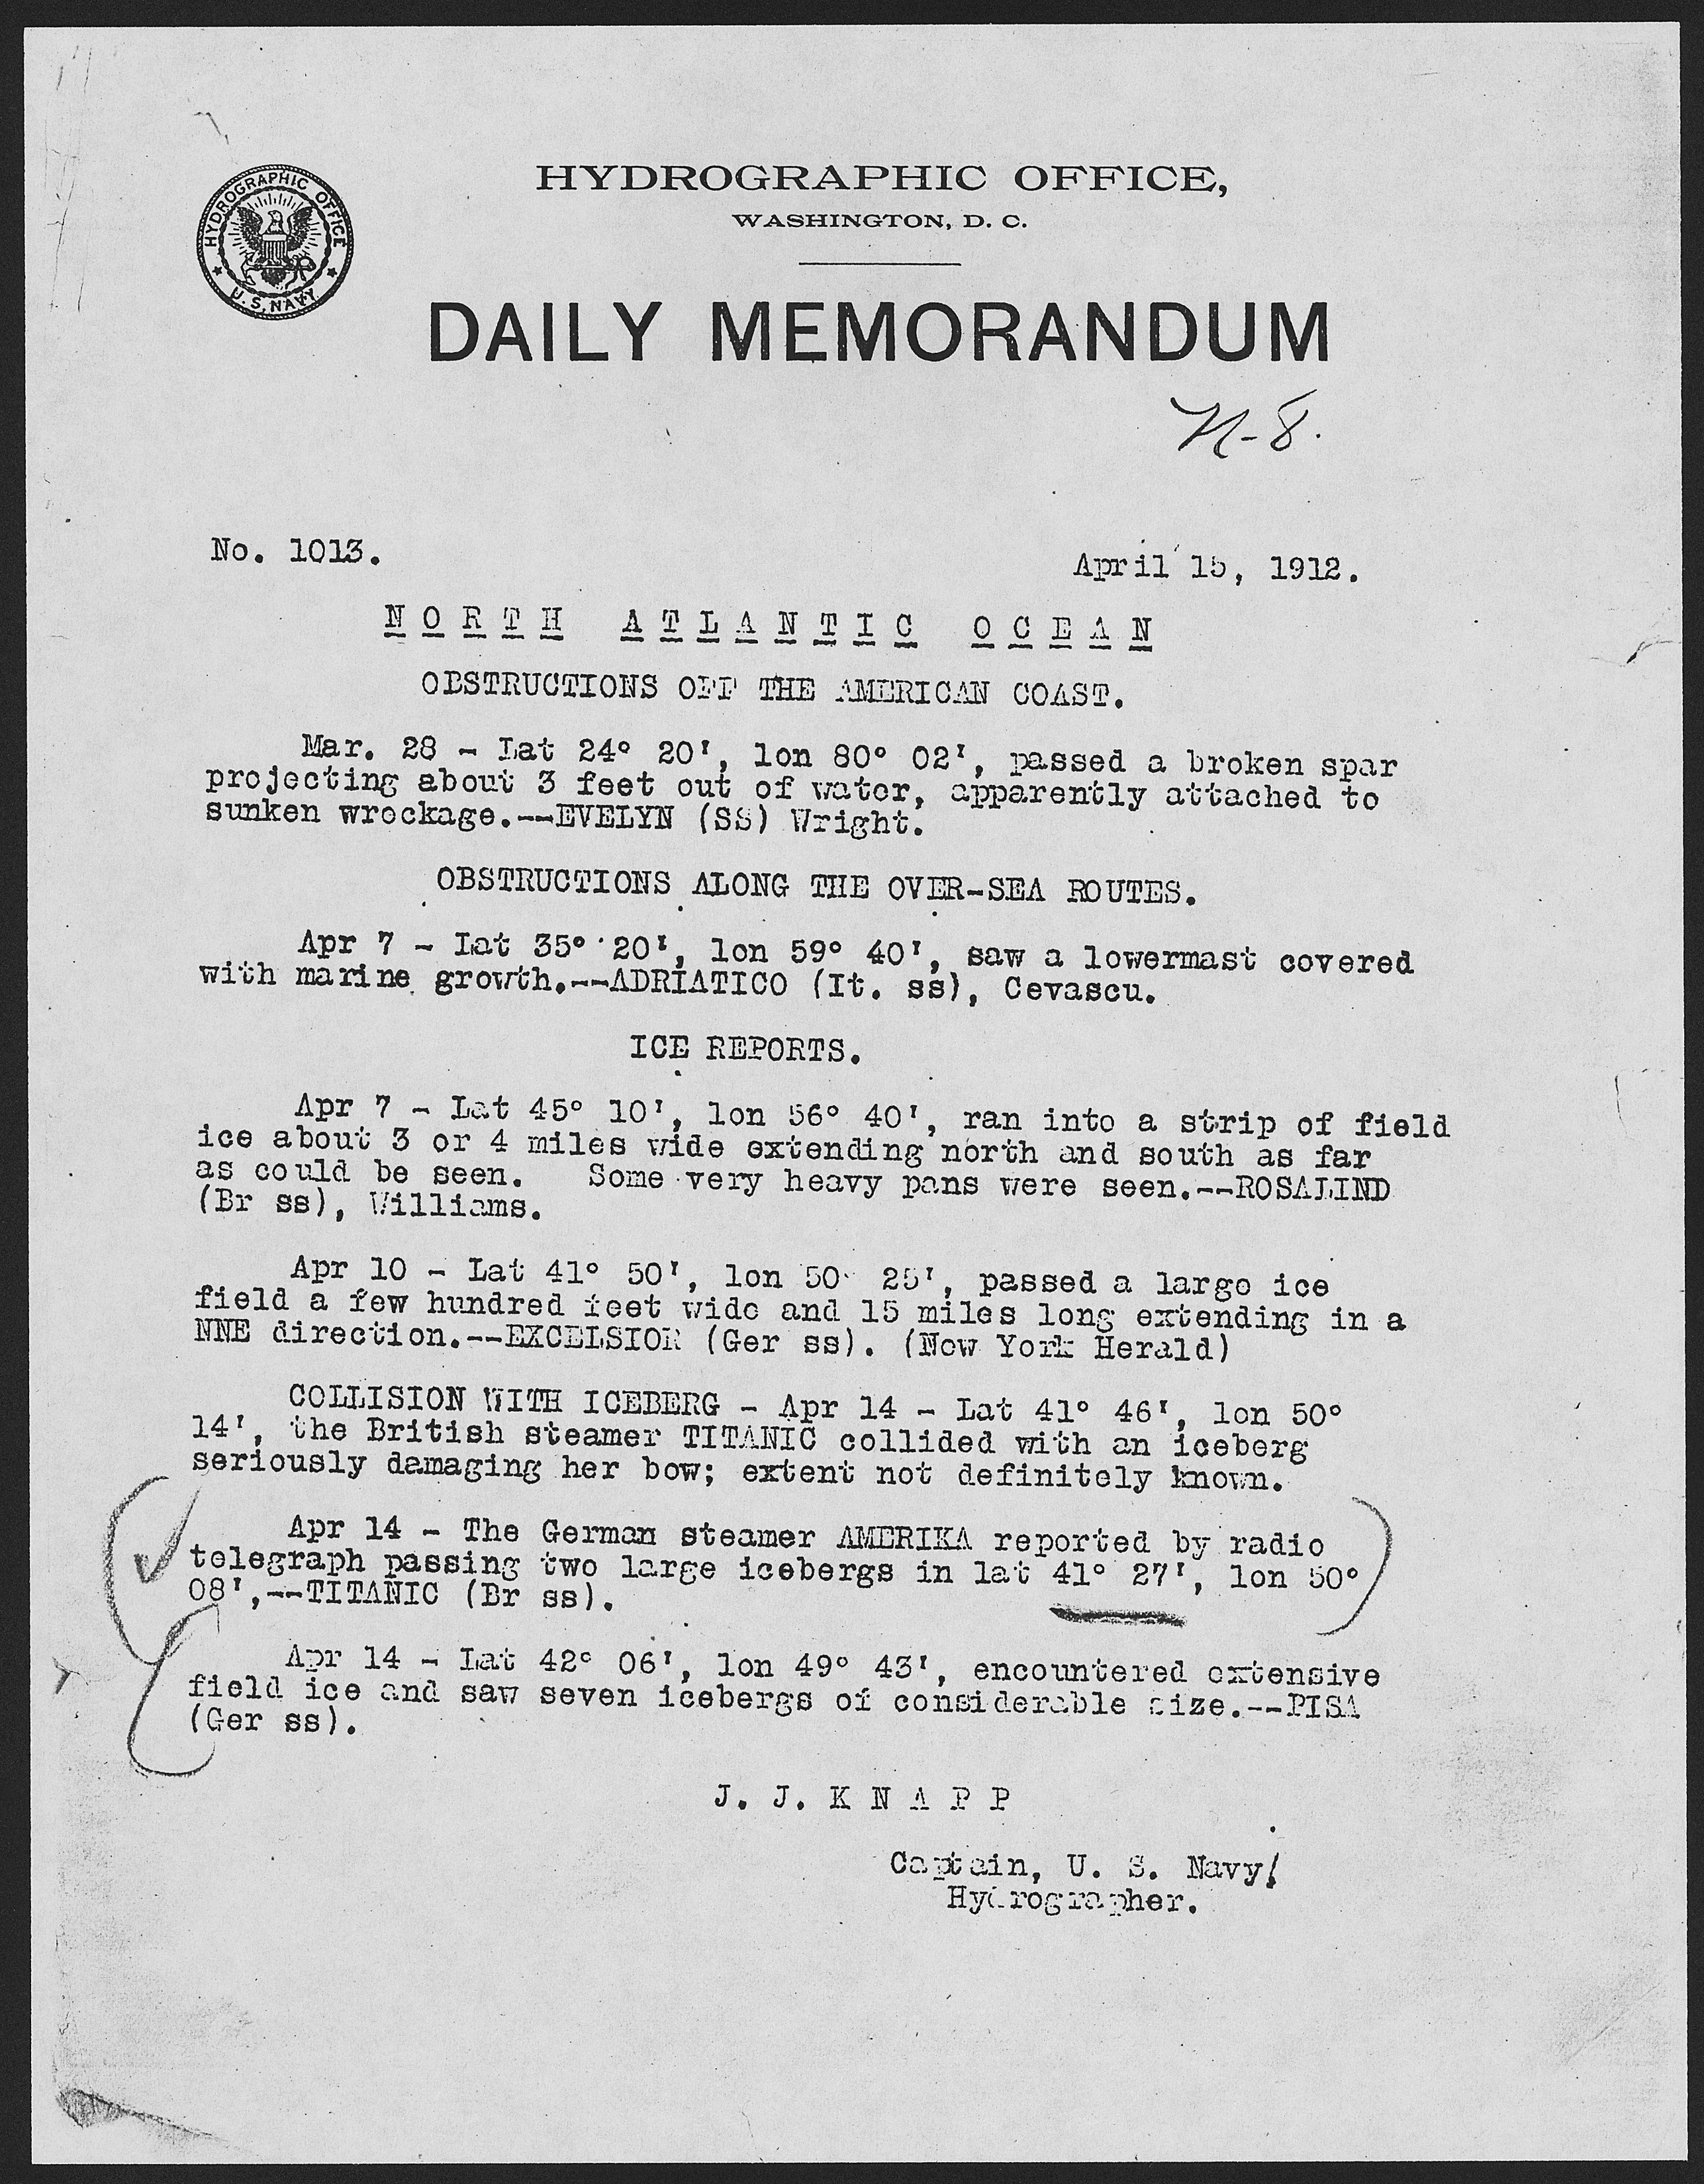 HYDROGRAPHIC OFFICE
U.S. NAVY
HYDROGRAPHIC OFFICE,
WASHINGTON, D. C.
DAILY MEMORANDUM
N-8.
No. 1013.
April 15, 1912.
NORTH ATLANTIC OCEAN
OBSTRUCTIONS OFF THE AMERICAN COAST.
Mar. 28 - Lat 24° 20', lon 80° 02', passed a broken spar
projecting about 3 feet out of water, apparently attached to
sunken wreckage.--EVELYN (SS) Wright.
OBSTRUCTIONS ALONG THE OVER-SEA ROUTES.
Apr 7 - Lat 35° 20', lon 59° 40', saw a lowermast covered
with marine growth.--ADRIATICO (It. ss), Cevascu.
ICE REPORTS.
Apr 7 - Lat 45° 10', lon 56° 40', ran into a strip of field
ice about 3 or 4 miles wide extending north and south as far
as could be seen. Some very heavy pans were seen.--ROSALIND
(Br ss), Williams.
Apr 10 - Lat 41° 50', lon 50° 25', passed a large ice
field a few hundred feet wide and 15 miles long extending in a
NNE direction.--EXCELSIOR (Ger ss). (New York Herald)
COLLISION WITH ICEBERG - Apr 14 - Lat 41° 46', lon 50°
14', the British steamer TITANIC collided with an iceberg
seriously damaging her bow; extent not definitely known.
Apr 14 - The German steamer AMERIKA reported by radio
telegraph passing two large icebergs in lat 41° 27', lon 50°
08',--TITANIC (Br ss).
Apr 14 - Lat 42° 06', lon 49° 43', encountered extensive
field ice and saw seven icebergs of considerable size.--PISA
(Ger ss).
J. J. KNAPP
Captain, U. S. Navy,
Hydrographer.